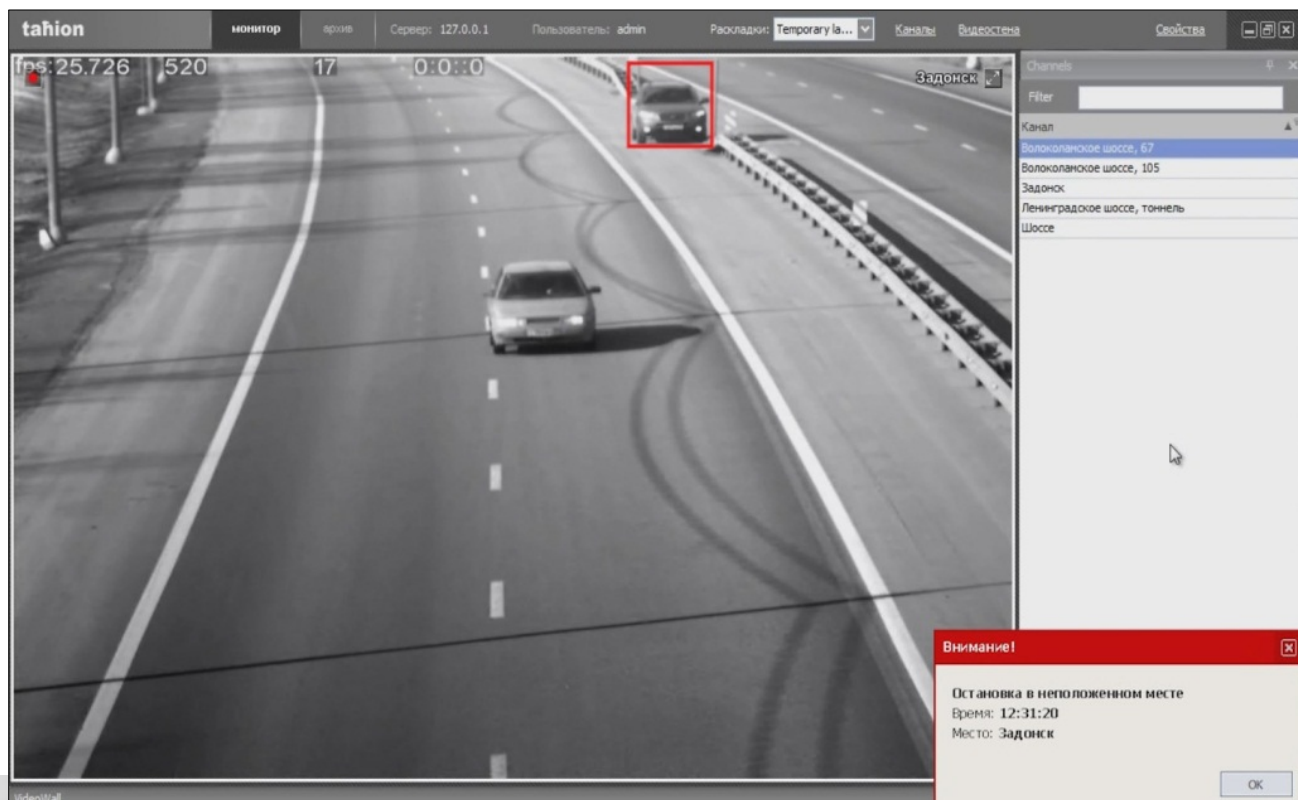 tahion
монитор
архив
Сервер: 127.0.0.1
Пользователь: admin
Раскладки: Temporary la...
Каналы
Видеостена
Свойства
fps:25.726 520 17 0:0::0
Задонск
Channels
Filter
Канал
Волоколанское шоссе, 67
Волоколанское шоссе, 105
Задонск
Ленинградское шоссе, тоннель
Шоссе
Внимание!
Остановка в неположенном месте
Время: 12:31:20
Место: Задонск
OK
VideoWall